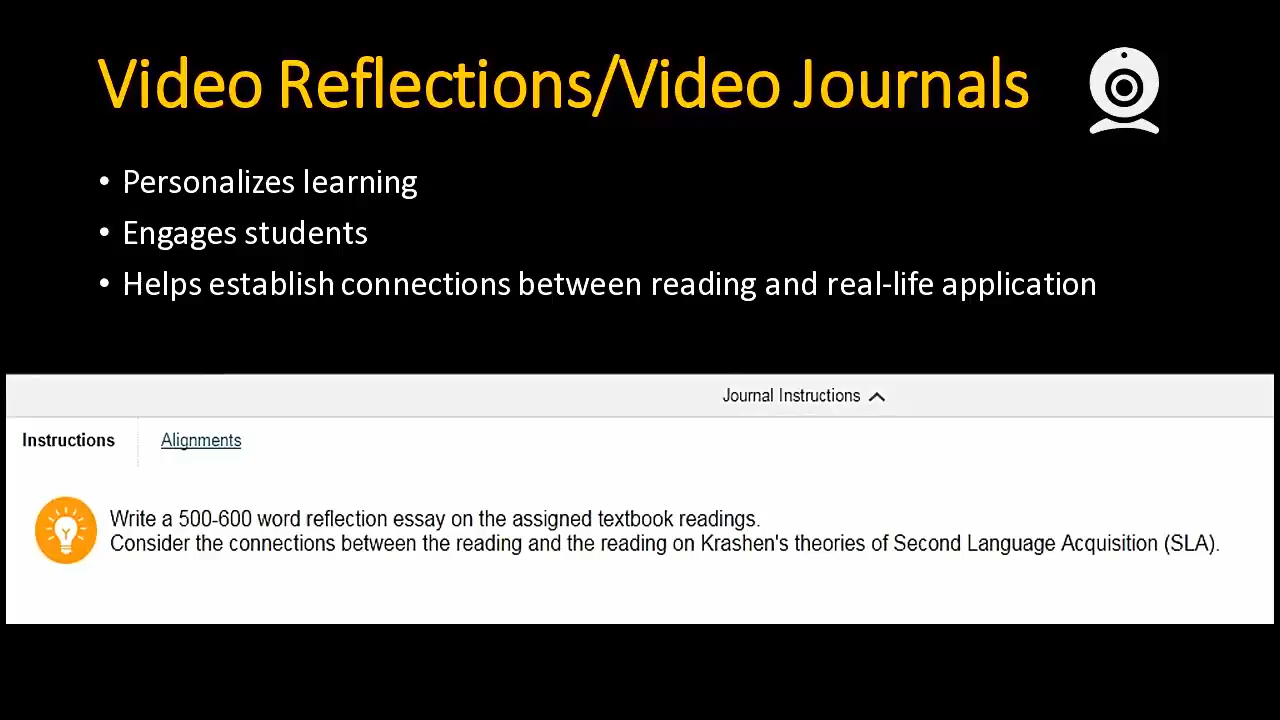 Video Reflections/Video Journals
• Personalizes learning
• Engages students
• Helps establish connections between reading and real-life application
Journal Instructions
Instructions Alignments
Write a 500-600 word reflection essay on the assigned textbook readings.
Consider the connections between the reading and the reading on Krashen's theories of Second Language Acquisition (SLA).